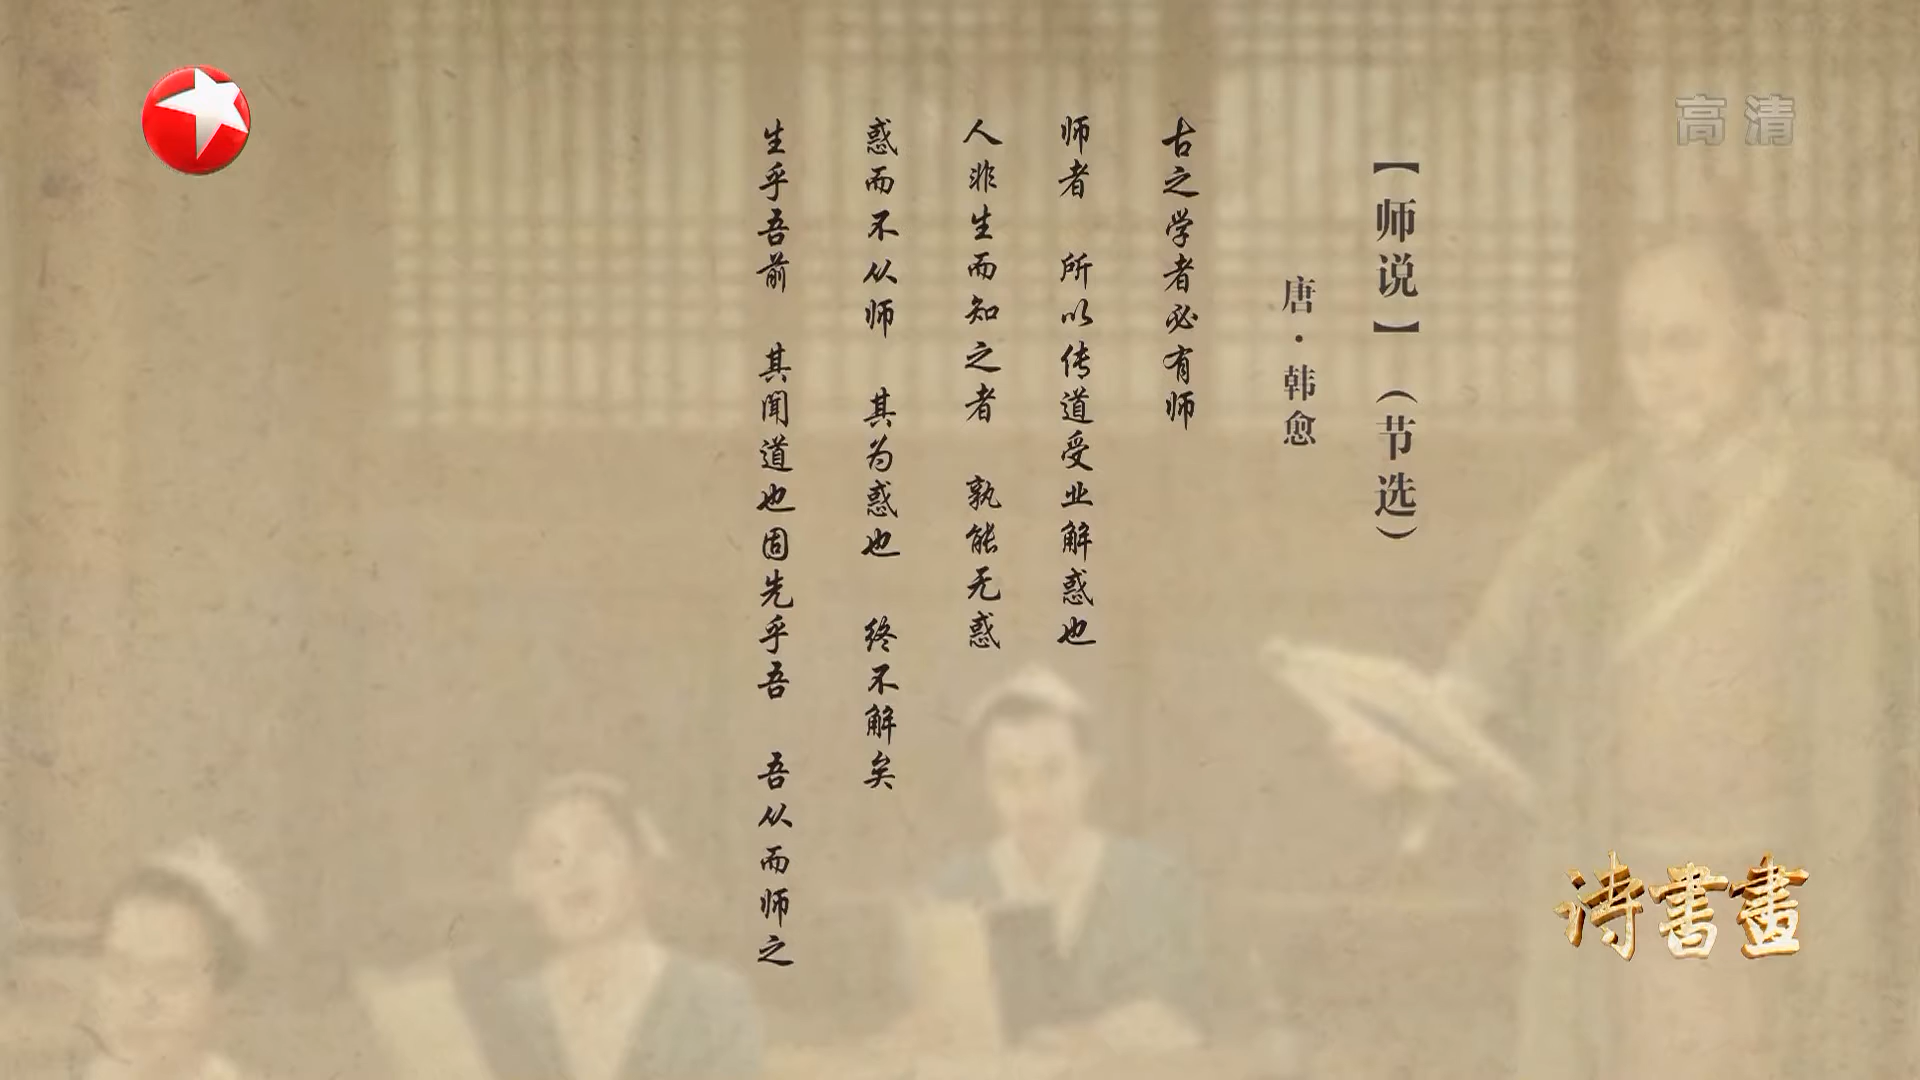 高清
【师说】（节选）
唐·韩愈
古之学者必有师
师者 所以传道受业解惑也
人非生而知之者 孰能无惑
惑而不从师 其为惑也 终不解矣
生乎吾前 其闻道也固先乎吾 吾从而师之
诗書畫